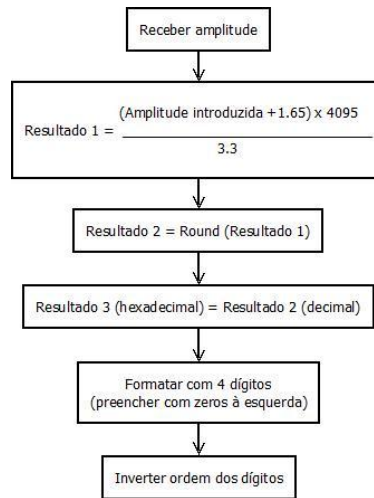 Receber amplitude
(Amplitude introduzida +1.65) x 4095
Resultado 1 =
3.3
Resultado 2 = Round (Resultado 1)
Resultado 3 (hexadecimal) = Resultado 2 (decimal)
Formatar com 4 dígitos
(preencher com zeros à esquerda)
Inverter ordem dos dígitos